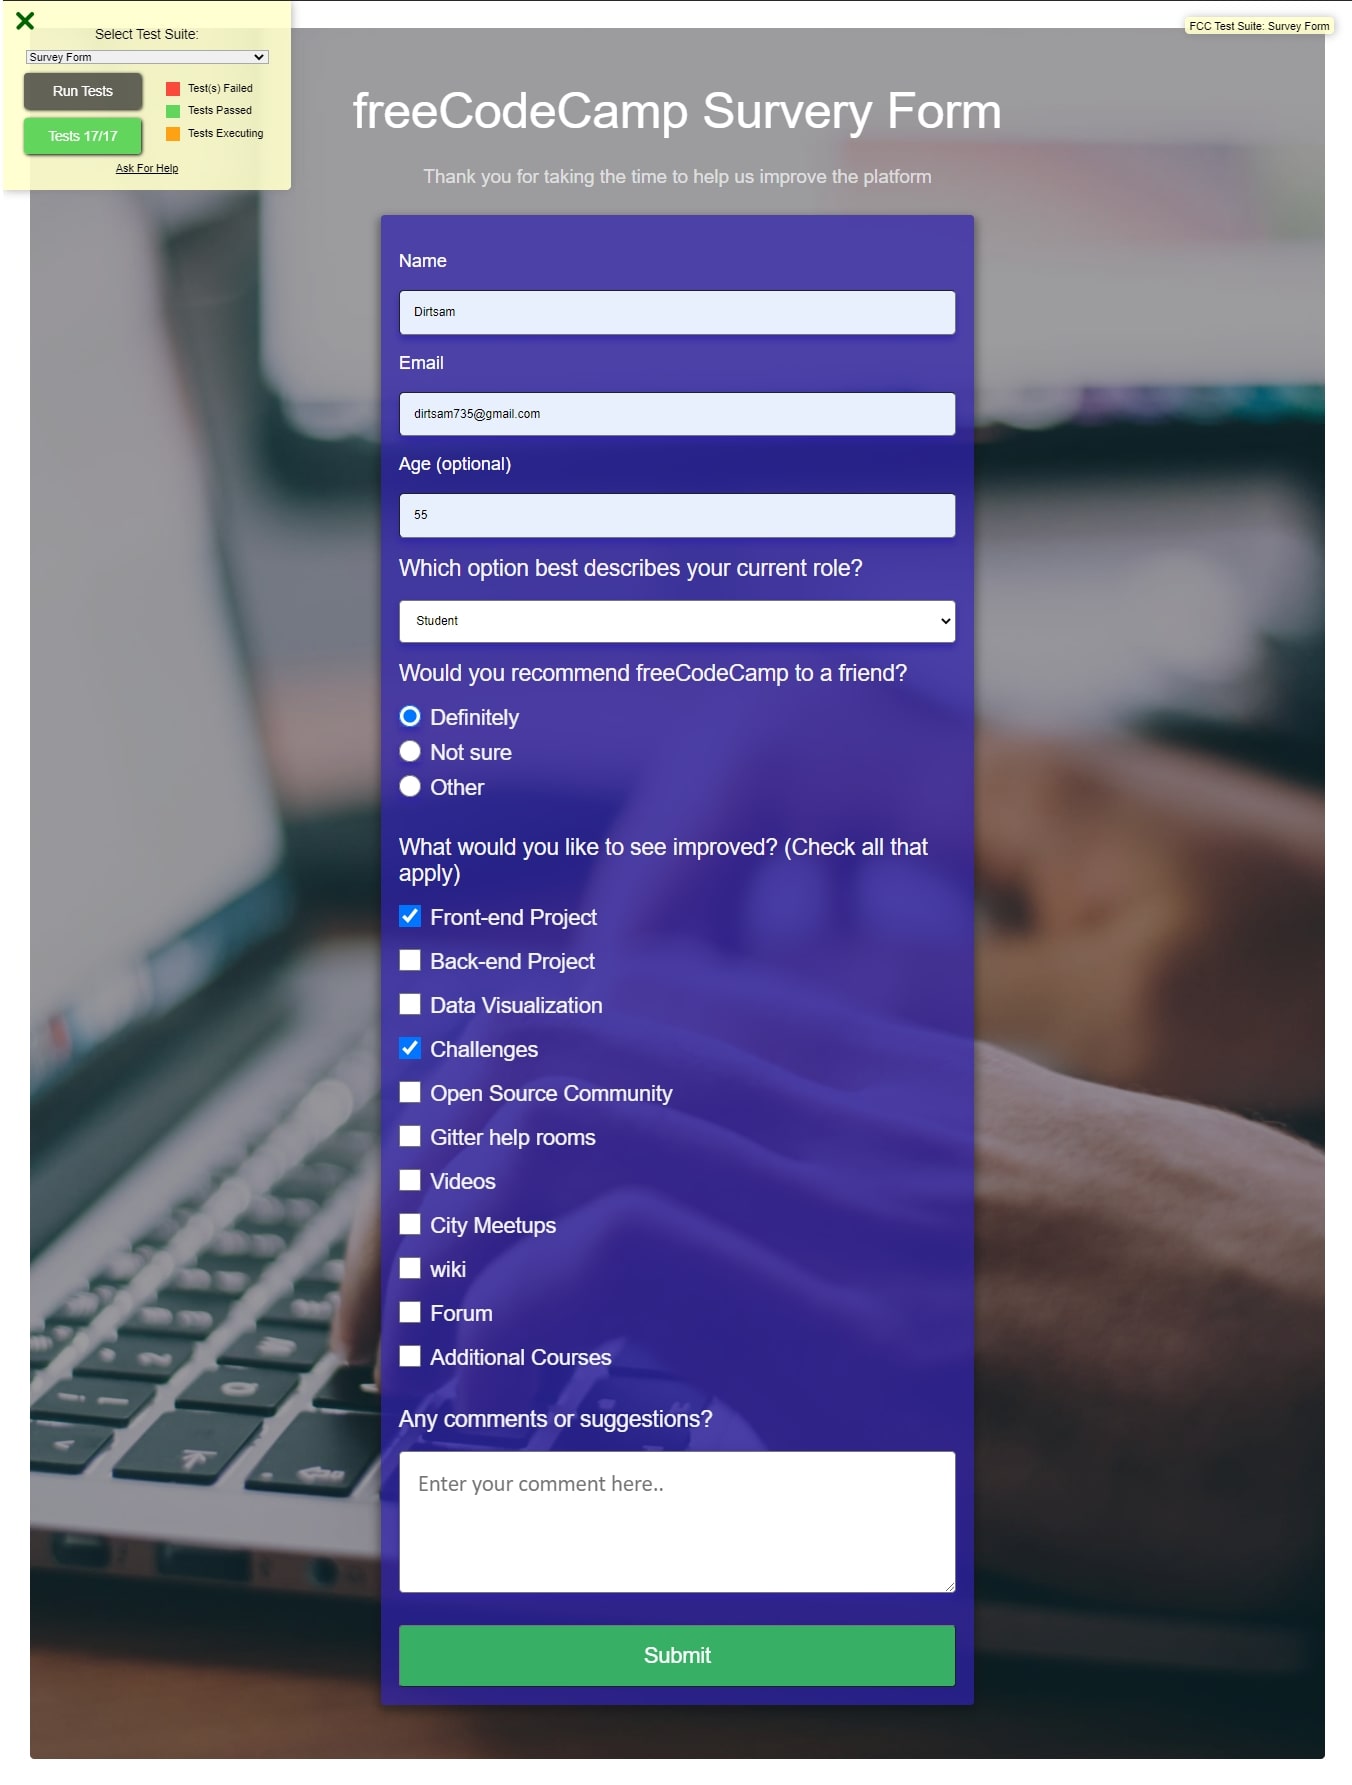 Select Test Suite:
Survey Form
Run Tests
Test(s) Failed
Tests Passed
Tests 17/17
Tests Executing
Ask For Help
FCC Test Suite: Survey Form
freeCodeCamp Survery Form
Thank you for taking the time to help us improve the platform
Name
Dirtsam
Email
dirtsam735@gmail.com
Age (optional)
55
Which option best describes your current role?
Student
Would you recommend freeCodeCamp to a friend?
Definitely
Not sure
Other
What would you like to see improved? (Check all that
apply)
Front-end Project
Back-end Project
Data Visualization
Challenges
Open Source Community
Gitter help rooms
Videos
City Meetups
wiki
Forum
Additional Courses
Any comments or suggestions?
Enter your comment here..
Submit